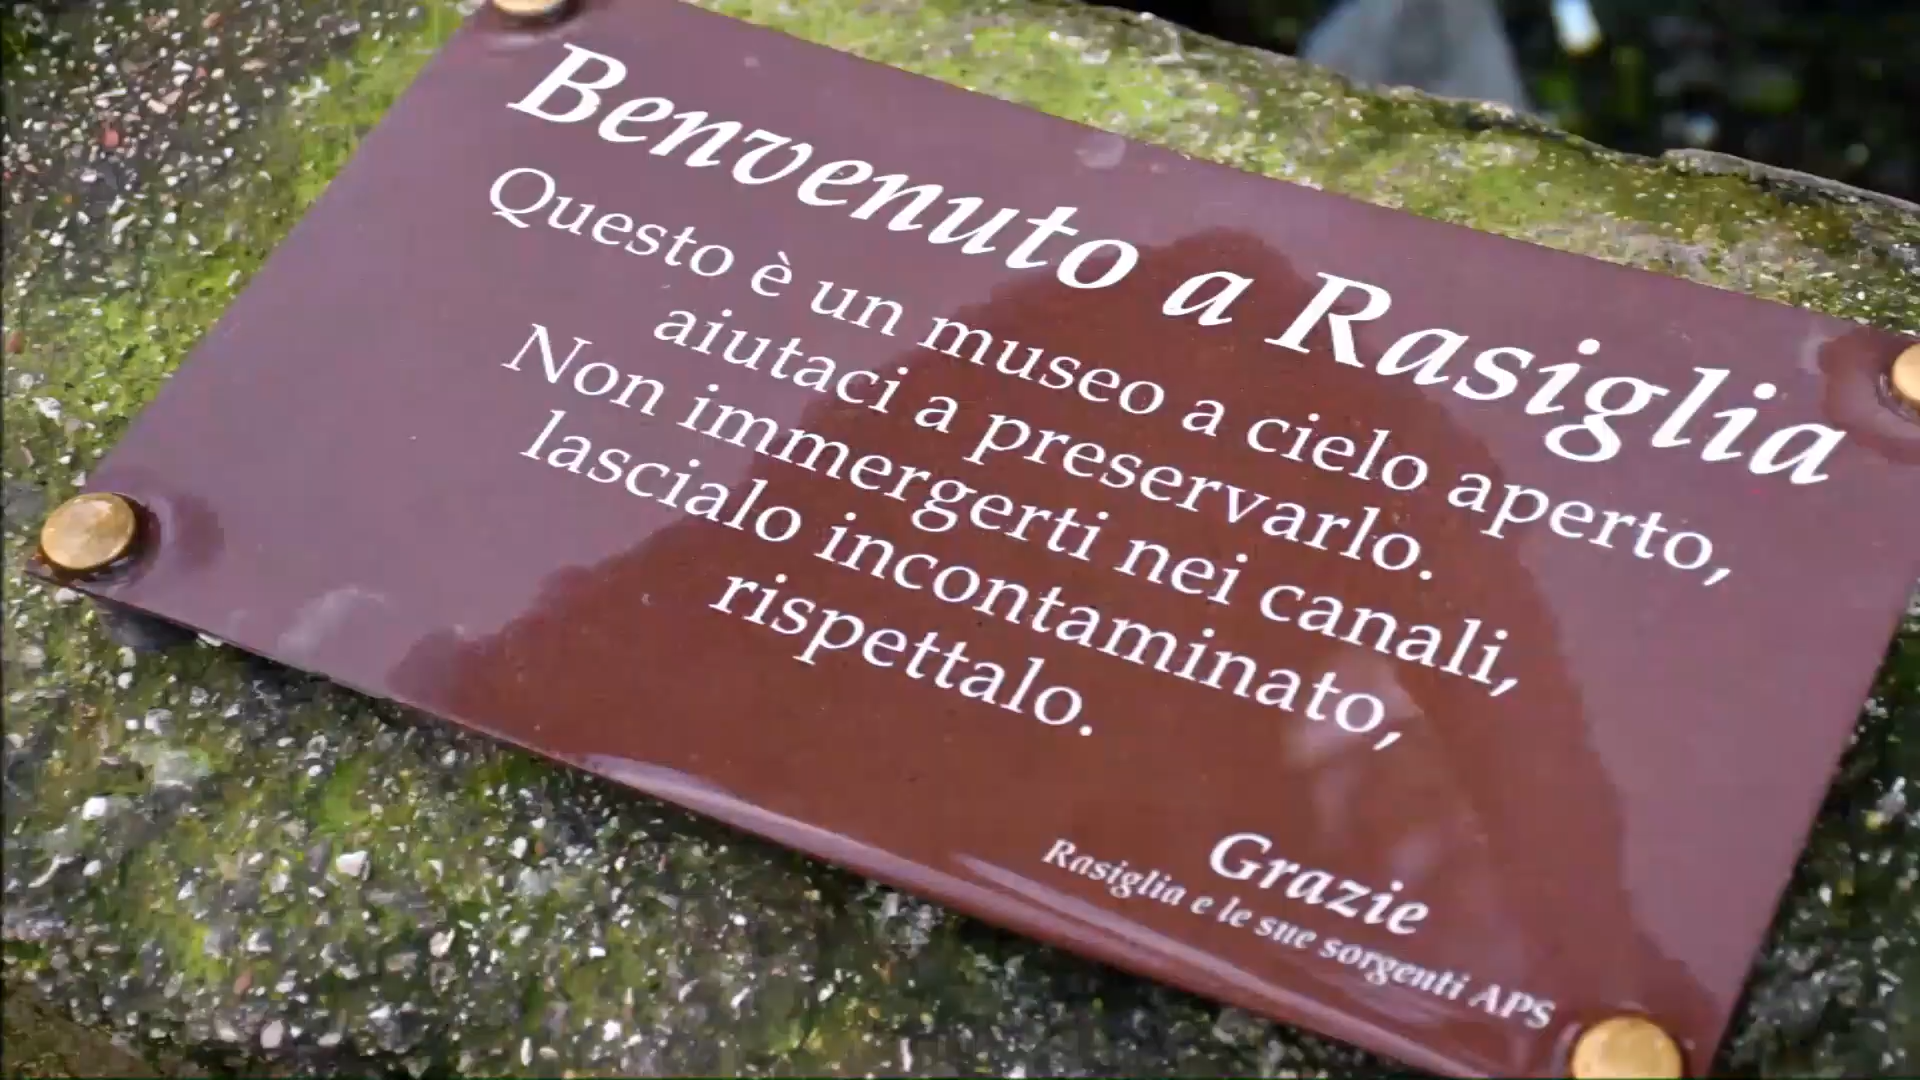 Benvenuto a Rasiglia
Questo è un museo a cielo aperto,
aiutaci a preservarlo.
Non immergerti nei canali,
lascialo incontaminato,
rispettalo.
Grazie
Rasiglia e le sue sorgenti APS